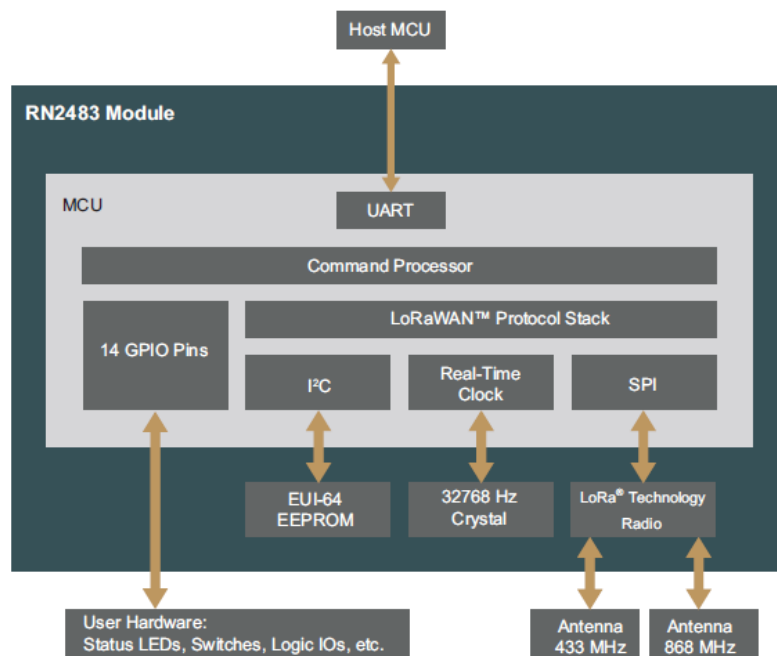 Host MCU
RN2483 Module
MCU
UART
Command Processor
14 GPIO Pins
LoRaWAN™ Protocol Stack
I²C
Real-Time
Clock
SPI
EUI-64
EEPROM
32768 Hz
Crystal
LoRa® Technology
Radio
User Hardware:
Status LEDs, Switches, Logic IOs, etc.
Antenna
433 MHz
Antenna
868 MHz